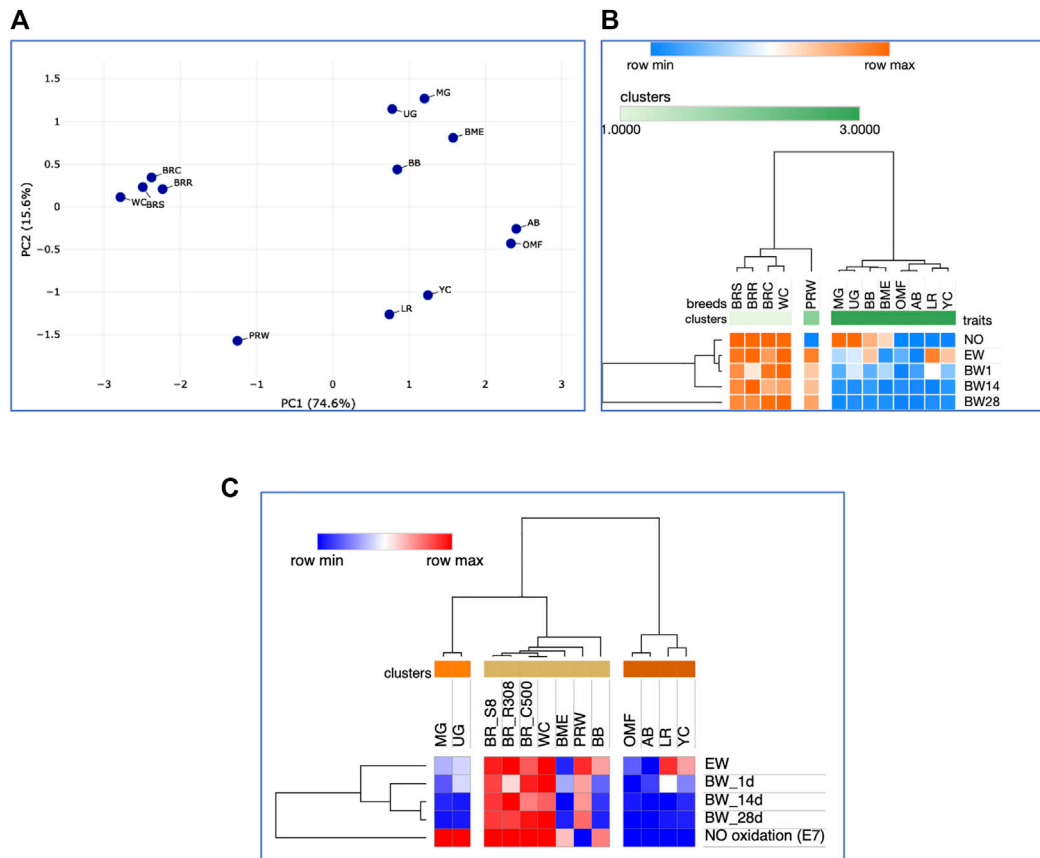 A
1.5
1
0.5
0
−0.5
−1
−1.5
PC2 (15.6%)
MG
UG
BME
BB
BRC
BRR
WC
BRS
AB
OMF
YC
LR
PRW
−3
−2
−1
0
1
2
3
PC1 (74.6%)
B
row min row max
clusters
1.0000 3.0000
breeds BRS BRR BRC WC PRW MG UG BB BME OMF AB LR YC
clusters traits
NO
EW
BW1
BW14
BW28
C
row min row max
clusters
MG UG BR_S8 BR_R308 BR_C500 WC BME PRW BB OMF AB LR YC
EW
BW_1d
BW_14d
BW_28d
NO oxidation (E7)